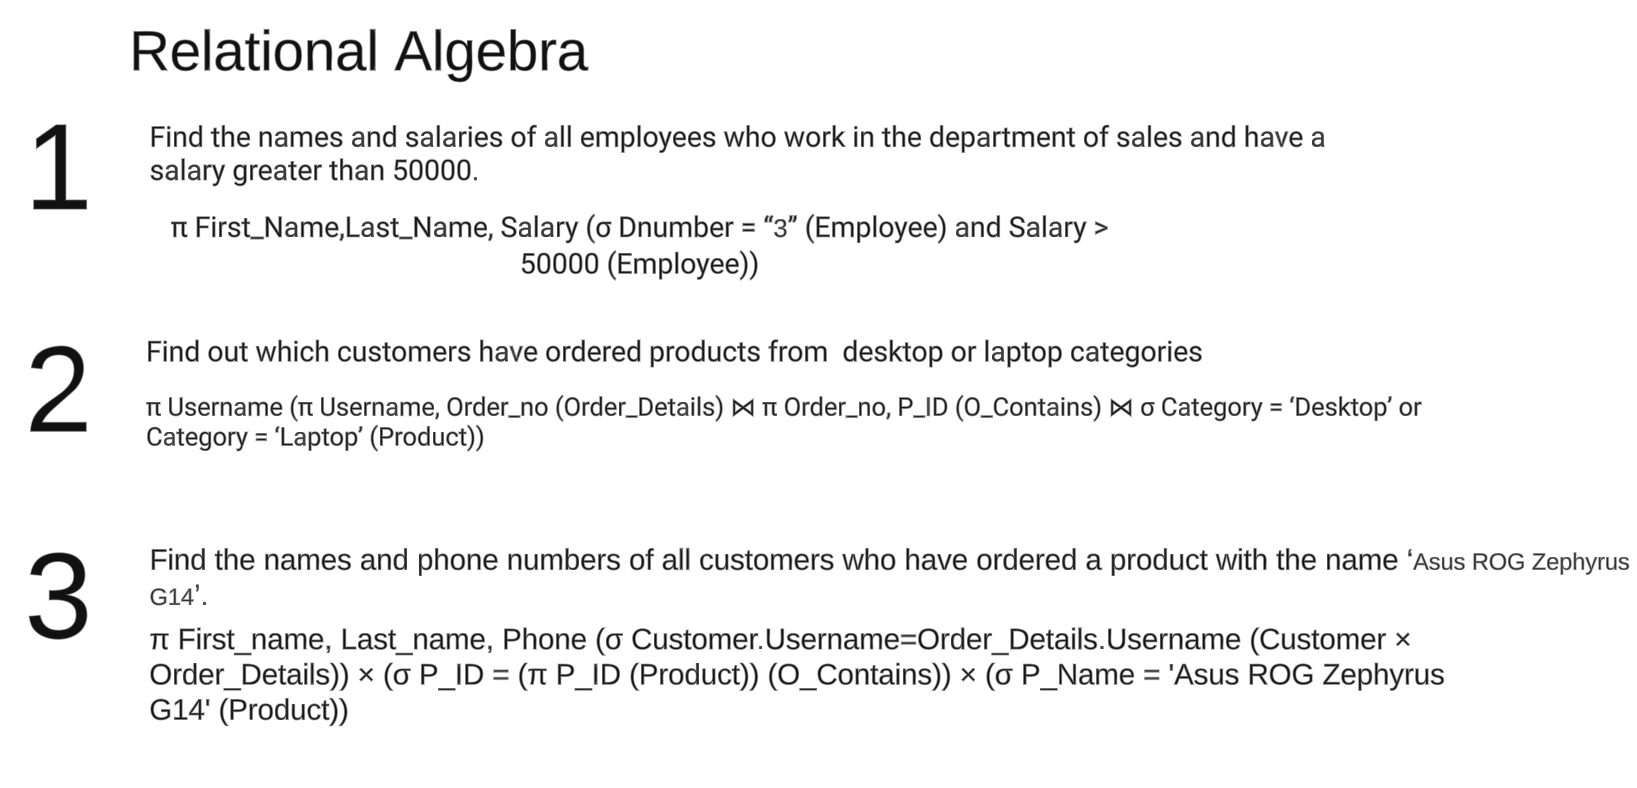 Relational Algebra
1
Find the names and salaries of all employees who work in the department of sales and have a
salary greater than 50000.
π First_Name,Last_Name, Salary (σ Dnumber = “3” (Employee) and Salary >
50000 (Employee))
2
Find out which customers have ordered products from  desktop or laptop categories
π Username (π Username, Order_no (Order_Details) ⋈ π Order_no, P_ID (O_Contains) ⋈ σ Category = ‘Desktop’ or
Category = ‘Laptop’ (Product))
3
Find the names and phone numbers of all customers who have ordered a product with the name ‘Asus ROG Zephyrus
G14’.
π First_name, Last_name, Phone (σ Customer.Username=Order_Details.Username (Customer ×
Order_Details)) × (σ P_ID = (π P_ID (Product)) (O_Contains)) × (σ P_Name = 'Asus ROG Zephyrus
G14' (Product))